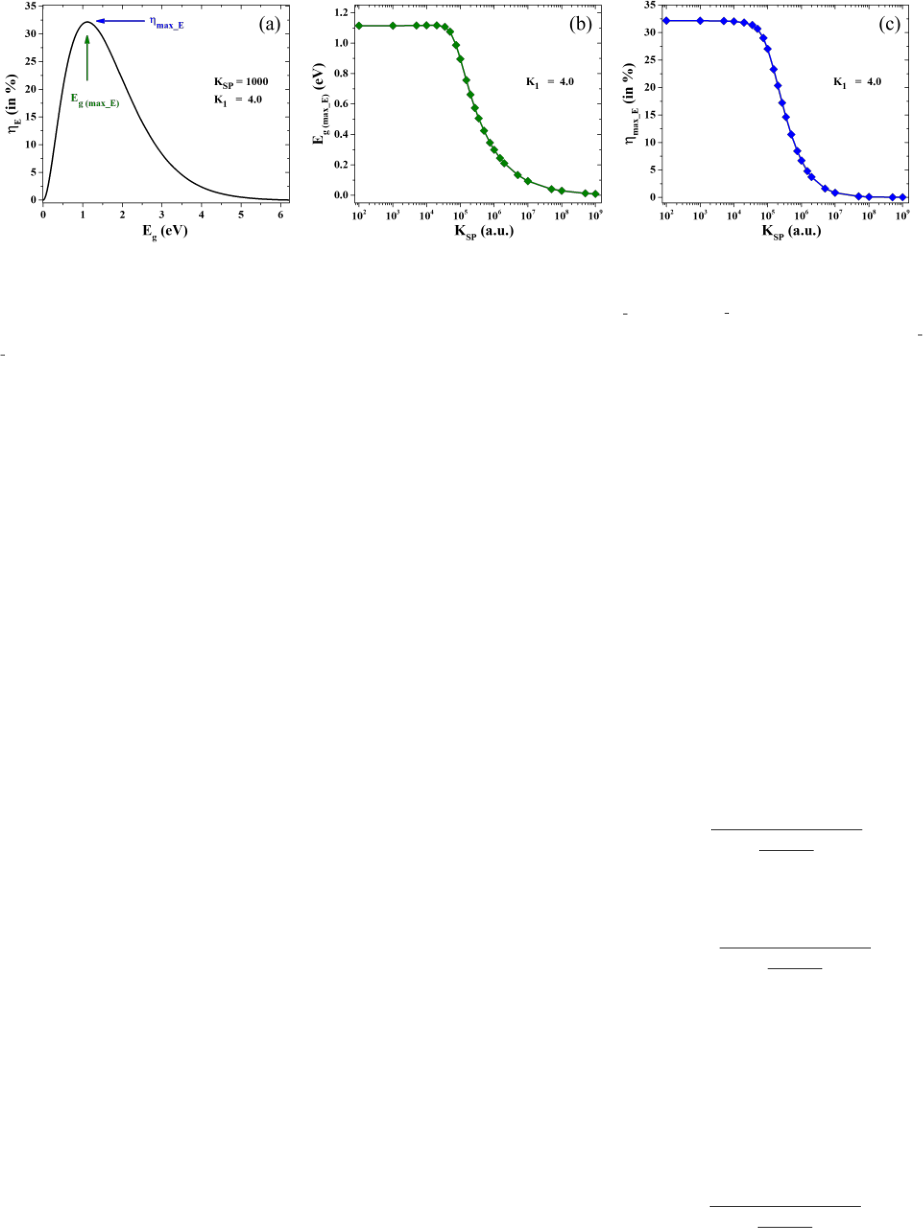 (a)
η_E (in %)
35
30
25
20
15
10
5
0
η_max_E
E_g (max_E)
K_SP = 1000
K_1 = 4.0
0 1 2 3 4 5 6
E_g (eV)
(b)
E_g (max_E) (eV)
1.2
1.0
0.8
0.6
0.4
0.2
0.0
K_1 = 4.0
10^2 10^3 10^4 10^5 10^6 10^7 10^8 10^9
K_SP (a.u.)
(c)
η_max_E (in %)
35
30
25
20
15
10
5
0
K_1 = 4.0
10^2 10^3 10^4 10^5 10^6 10^7 10^8 10^9
K_SP (a.u.)